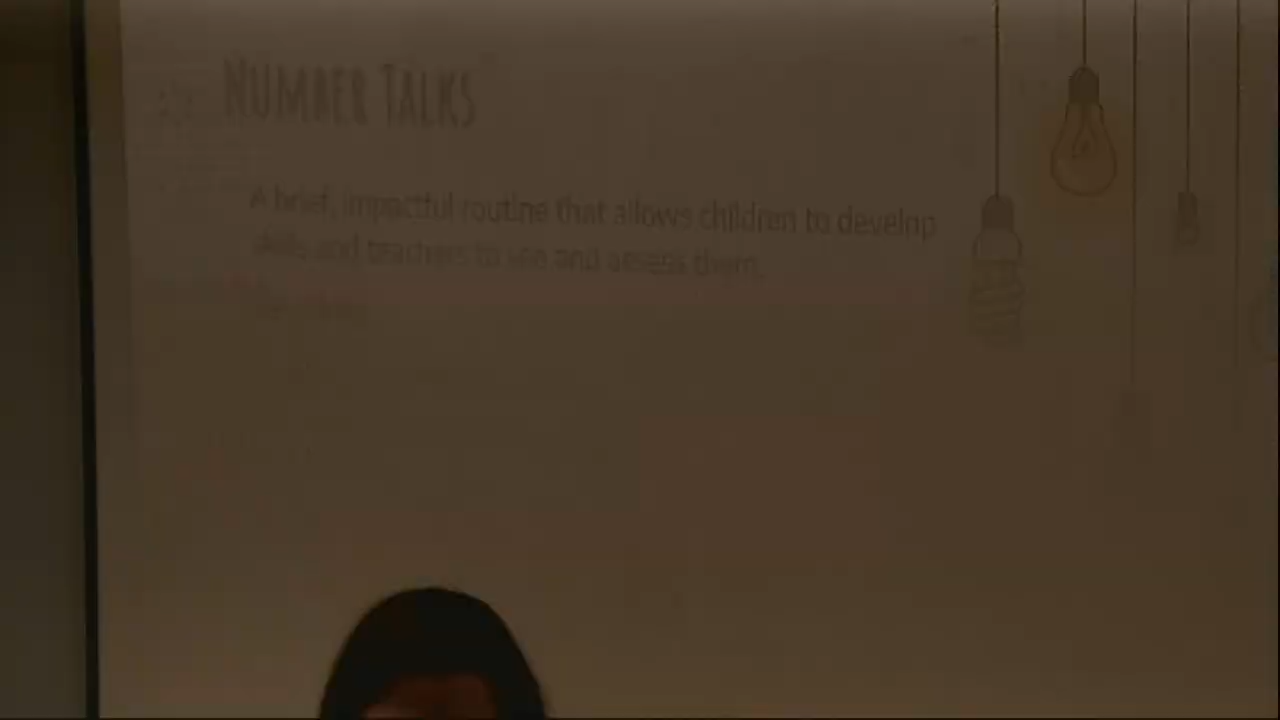 NUMBER TALKS
A brief, impactful routine that allows children to develop
skills and teachers to see and assess them.